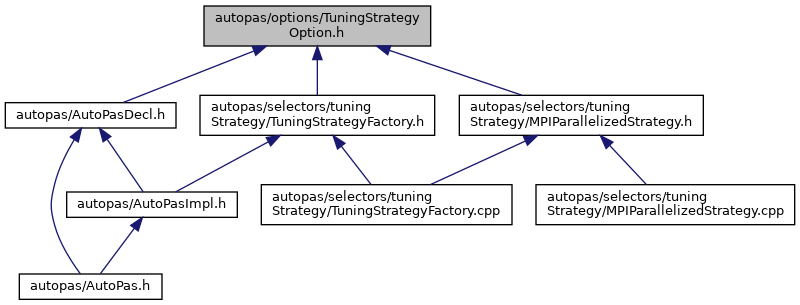 autopas/options/TuningStrategy
Option.h
autopas/AutoPasDecl.h
autopas/selectors/tuning
Strategy/TuningStrategyFactory.h
autopas/selectors/tuning
Strategy/MPIParallelizedStrategy.h
autopas/AutoPasImpl.h
autopas/selectors/tuning
Strategy/TuningStrategyFactory.cpp
autopas/selectors/tuning
Strategy/MPIParallelizedStrategy.cpp
autopas/AutoPas.h